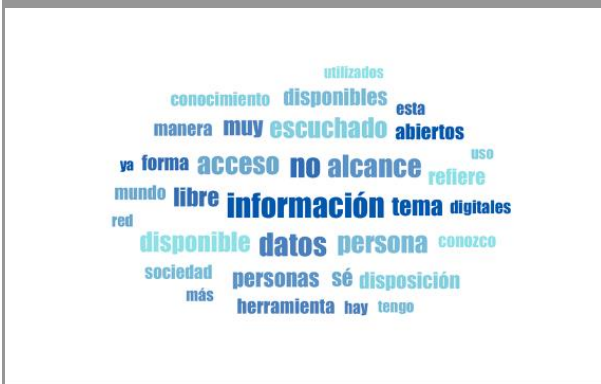 utilizados
conocimiento disponibles esta
manera muy escuchado abiertos
ya forma acceso no alcance uso
refiere
mundo libre información tema digitales
red
disponible datos persona conozco
sociedad personas sé disposición
más herramienta hay tengo